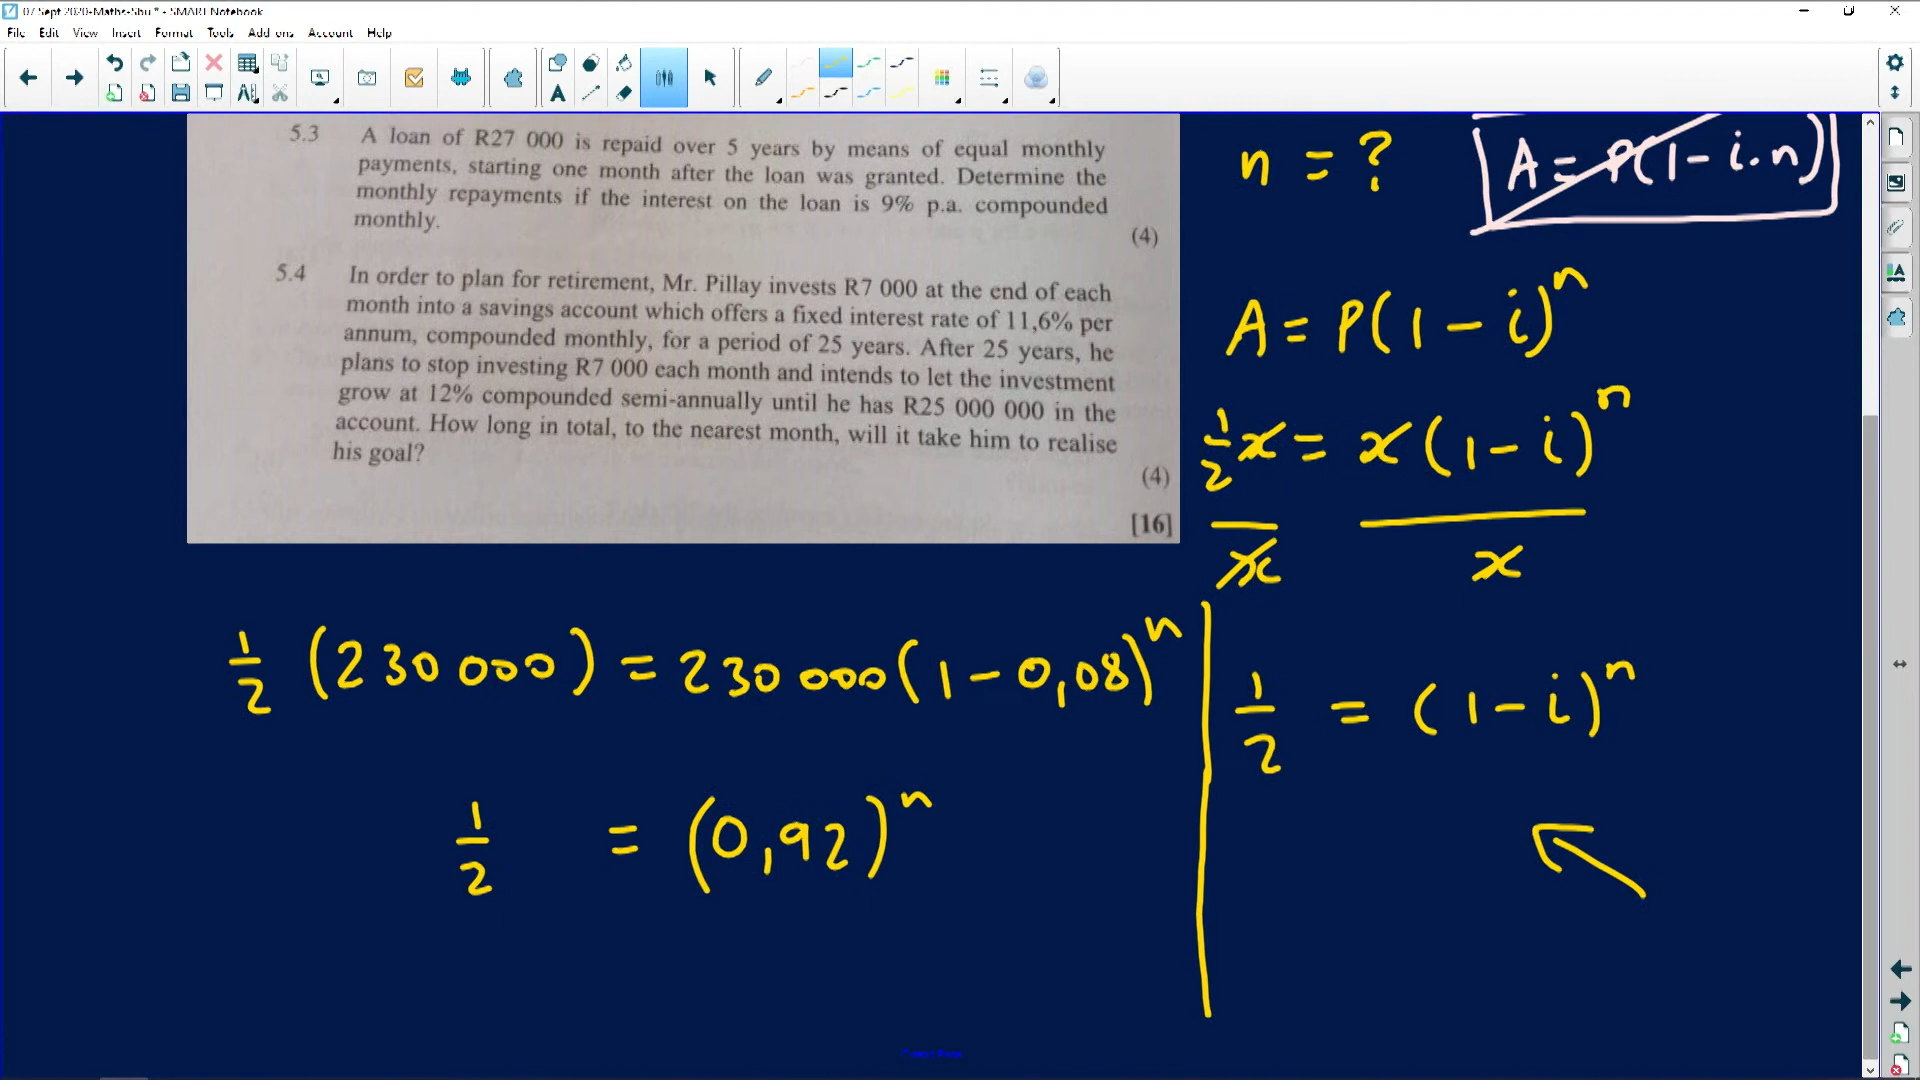 07 Sept 2020-Maths-Sbu * - SMART Notebook
File Edit View Insert Format Tools Add-ons Account Help
5.3 A loan of R27 000 is repaid over 5 years by means of equal monthly
payments, starting one month after the loan was granted. Determine the
monthly repayments if the interest on the loan is 9% p.a. compounded
monthly.
(4)
5.4 In order to plan for retirement, Mr. Pillay invests R7 000 at the end of each
month into a savings account which offers a fixed interest rate of 11,6% per
annum, compounded monthly, for a period of 25 years. After 25 years, he
plans to stop investing R7 000 each month and intends to let the investment
grow at 12% compounded semi-annually until he has R25 000 000 in the
account. How long in total, to the nearest month, will it take him to realise
his goal?
(4)
[16]
n = ?
A = P(1 - i.n)
A = P(1 - i)^n
1/2 x = x(1 - i)^n
x x
1/2 (230 000) = 230 000(1 - 0,08)^n
1/2 = (0,92)^n
1/2 = (1 - i)^n